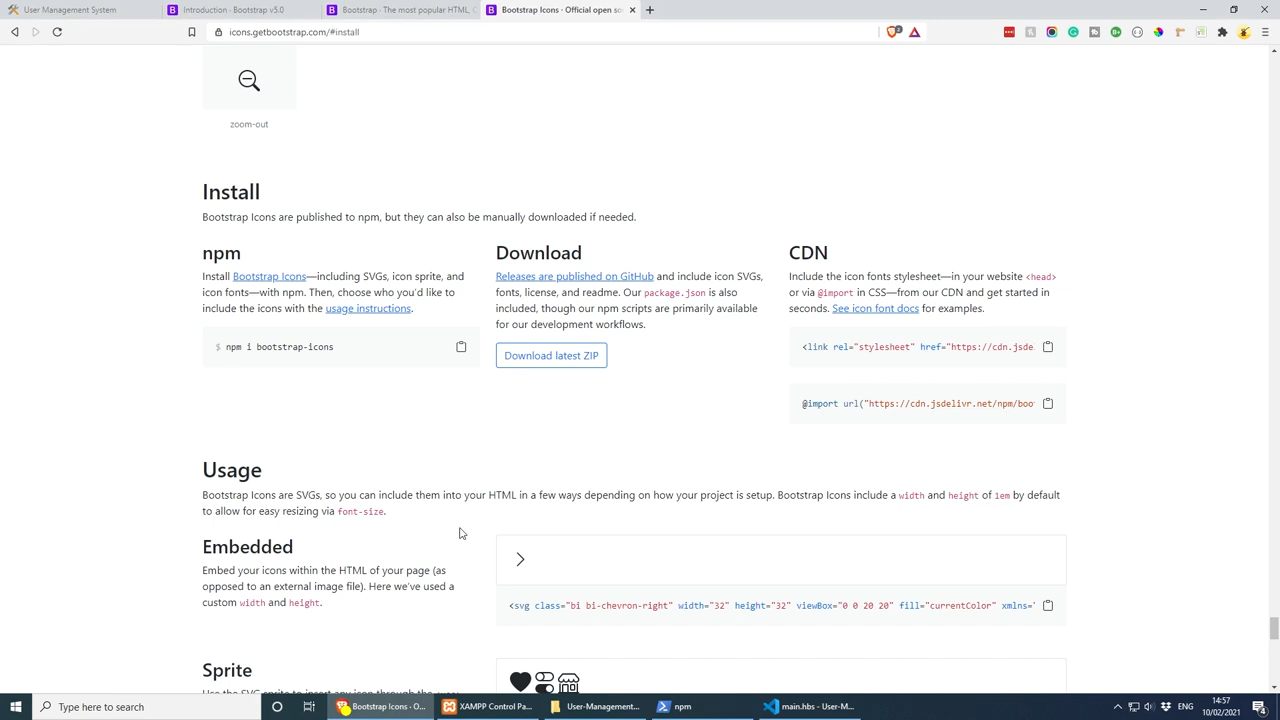 User Management System
Introduction · Bootstrap v5.0
Bootstrap · The most popular HTML, C
Bootstrap Icons · Official open so
icons.getbootstrap.com/#install
zoom-out
Install
Bootstrap Icons are published to npm, but they can also be manually downloaded if needed.
npm
Install Bootstrap Icons—including SVGs, icon sprite, and
icon fonts—with npm. Then, choose who you'd like to
include the icons with the usage instructions.
$ npm i bootstrap-icons
Download
Releases are published on GitHub and include icon SVGs,
fonts, license, and readme. Our package.json is also
included, though our npm scripts are primarily available
for our development workflows.
Download latest ZIP
CDN
Include the icon fonts stylesheet—in your website <head>
or via @import in CSS—from our CDN and get started in
seconds. See icon font docs for examples.
<link rel="stylesheet" href="https://cdn.jsde
@import url("https://cdn.jsdelivr.net/npm/boo
Usage
Bootstrap Icons are SVGs, so you can include them into your HTML in a few ways depending on how your project is setup. Bootstrap Icons include a width and height of 1em by default
to allow for easy resizing via font-size.
Embedded
Embed your icons within the HTML of your page (as
opposed to an external image file). Here we've used a
custom width and height.
<svg class="bi bi-chevron-right" width="32" height="32" viewBox="0 0 20 20" fill="currentColor" xmlns="
Sprite
Use the SVG sprite to insert any icon through the
Type here to search
Bootstrap Icons · O...
XAMPP Control Pa...
User-Management...
npm
main.hbs - User-M...
ENG
14:57
10/02/2021